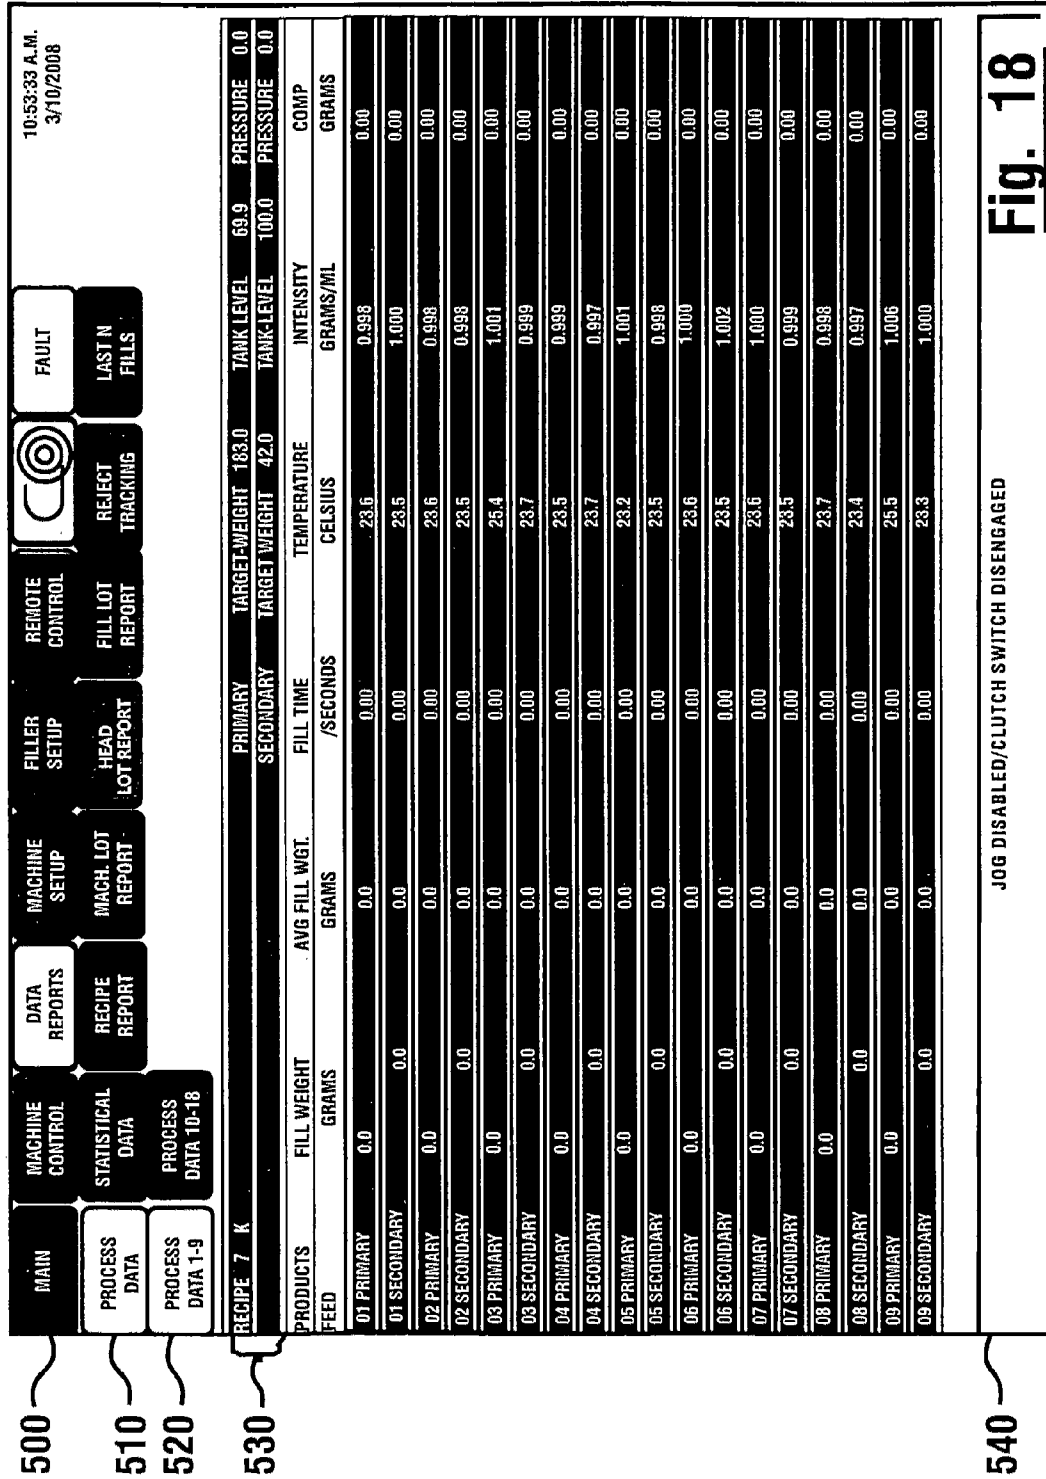 10:53:33 A.M.
3/10/2008
500
MAIN
MACHINE CONTROL
DATA REPORTS
MACHINE SETUP
FILLER SETUP
REMOTE CONTROL
FAULT
510
PROCESS DATA
STATISTICAL DATA
RECIPE REPORT
MACH. LOT REPORT
HEAD LOT REPORT
FILL LOT REPORT
REJECT TRACKING
LAST N FILLS
520
PROCESS DATA 1-9
PROCESS DATA 10-18
530
RECIPE 7 K PRIMARY TARGET-WEIGHT 183.0 TANK LEVEL 69.9 PRESSURE 0.0
SECONDARY TARGET WEIGHT 42.0 TANK-LEVEL 100.0 PRESSURE 0.0
PRODUCTS FILL WEIGHT AVG FILL WGT. FILL TIME TEMPERATURE INTENSITY COMP
FEED GRAMS GRAMS /SECONDS CELSIUS GRAMS/ML GRAMS
01 PRIMARY 0.0 0.0 0.00 23.6 0.998 0.00
01 SECONDARY 0.0 0.0 0.00 23.5 1.000 0.00
02 PRIMARY 0.0 0.0 0.00 23.6 0.998 0.00
02 SECONDARY 0.0 0.0 0.00 23.5 0.998 0.00
03 PRIMARY 0.0 0.0 0.00 25.4 1.001 0.00
03 SECONDARY 0.0 0.0 0.00 23.7 0.999 0.00
04 PRIMARY 0.0 0.0 0.00 23.5 0.999 0.00
04 SECONDARY 0.0 0.0 0.00 23.7 0.997 0.00
05 PRIMARY 0.0 0.0 0.00 23.2 1.001 0.00
05 SECONDARY 0.0 0.0 0.00 23.5 0.998 0.00
06 PRIMARY 0.0 0.0 0.00 23.6 1.000 0.00
06 SECONDARY 0.0 0.0 0.00 23.5 1.002 0.00
07 PRIMARY 0.0 0.0 0.00 23.6 1.000 0.00
07 SECONDARY 0.0 0.0 0.00 23.5 0.999 0.00
08 PRIMARY 0.0 0.0 0.00 23.7 0.998 0.00
08 SECONDARY 0.0 0.0 0.00 23.4 0.997 0.00
09 PRIMARY 0.0 0.0 0.00 25.5 1.006 0.00
09 SECONDARY 0.0 0.0 0.00 23.3 1.000 0.00
540
JOG DISABLED/CLUTCH SWITCH DISENGAGED
Fig. 18